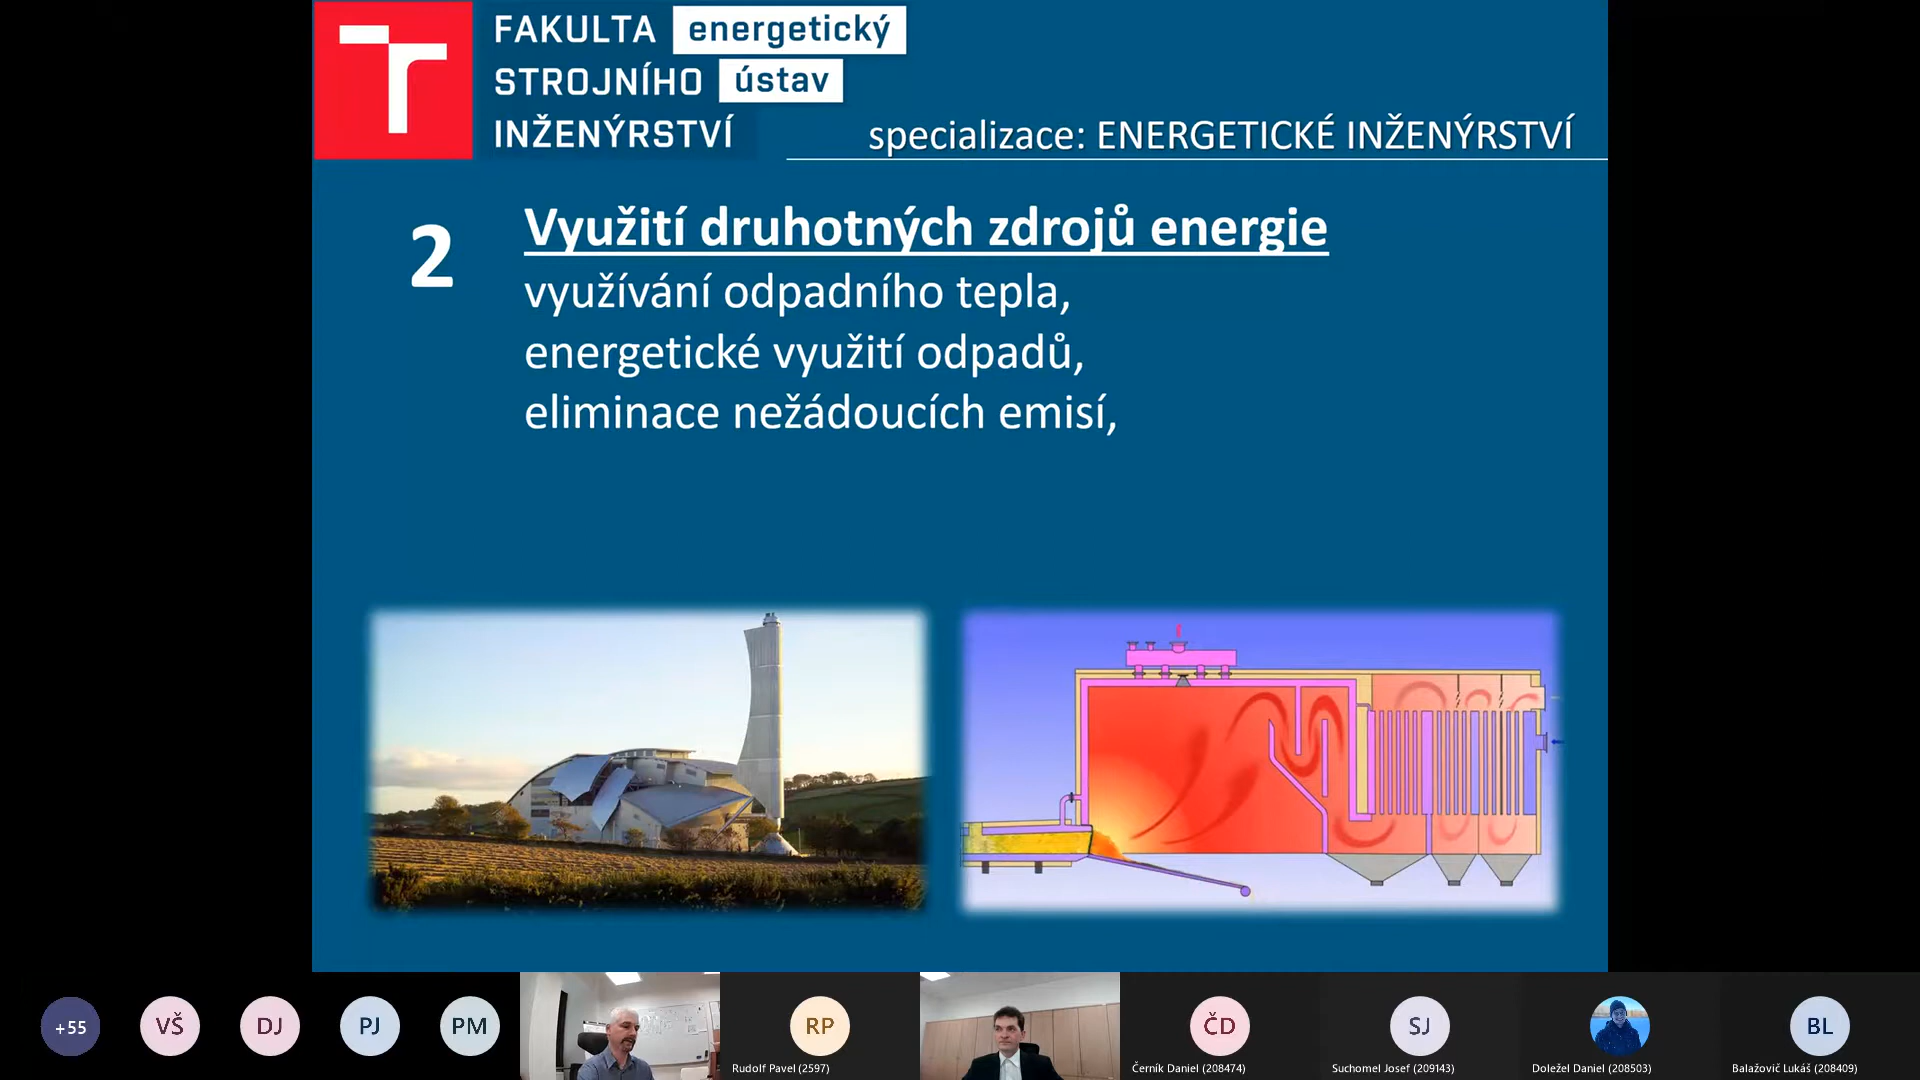 FAKULTA energetický
STROJNÍHO ústav
INŽENÝRSTVÍ
specializace: ENERGETICKÉ INŽENÝRSTVÍ
2
Využití druhotných zdrojů energie
využívání odpadního tepla,
energetické využití odpadů,
eliminace nežádoucích emisí,
+55
VŠ
DJ
PJ
PM
RP
Rudolf Pavel (2597)
ČD
Černík Daniel (208474)
SJ
Suchomel Josef (209143)
Doležel Daniel (208503)
BL
Balažovič Lukáš (208409)